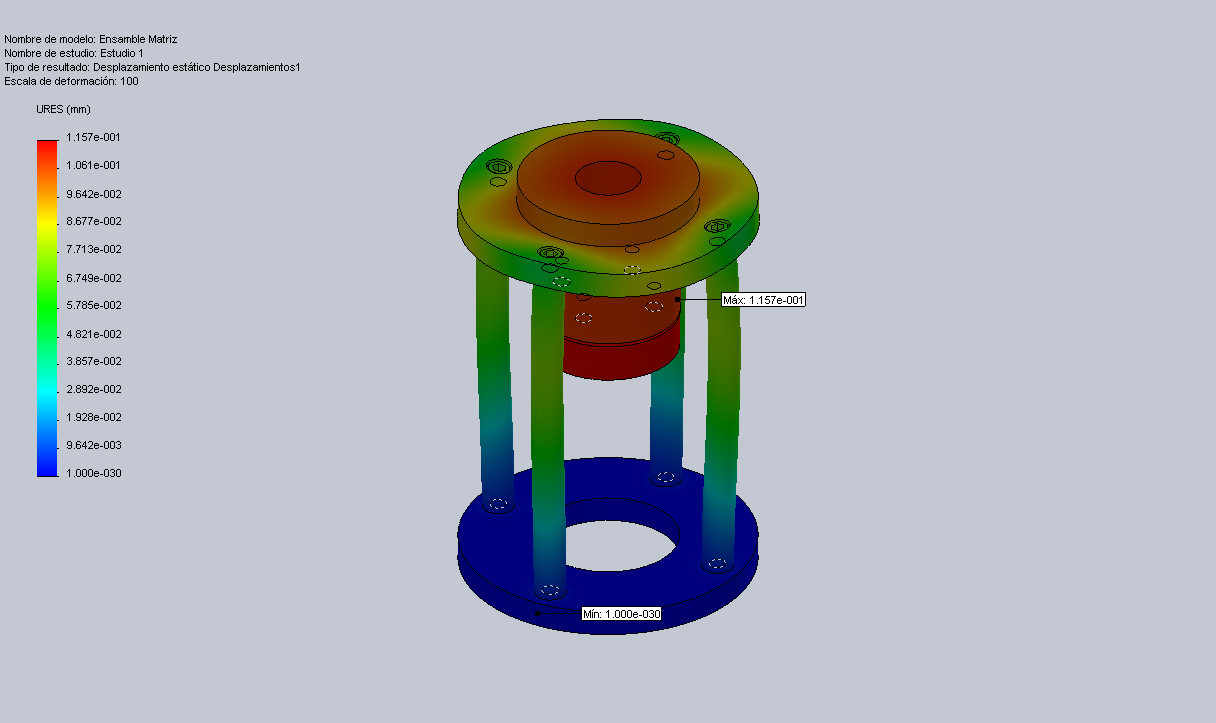 Nombre de modelo: Ensamble Matriz
Nombre de estudio: Estudio 1
Tipo de resultado: Desplazamiento estático Desplazamientos1
Escala de deformación: 100
URES (mm)
1.157e-001
1.061e-001
9.642e-002
8.677e-002
7.713e-002
6.749e-002
5.785e-002
4.821e-002
3.857e-002
2.892e-002
1.928e-002
9.642e-003
1.000e-030
Máx: 1.157e-001
Mín: 1.000e-030